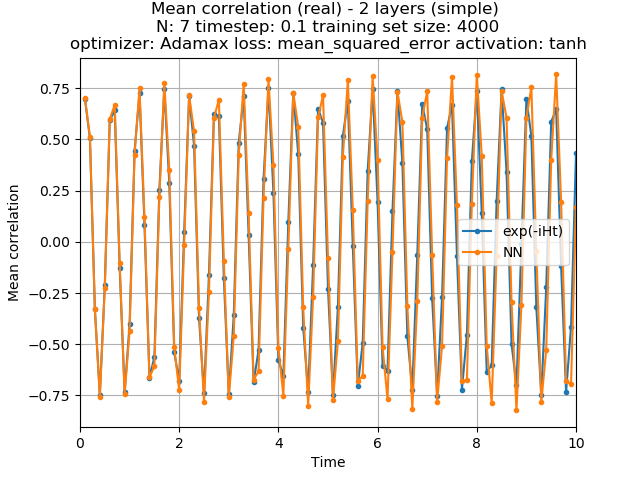 Mean correlation (real) - 2 layers (simple)
N: 7 timestep: 0.1 training set size: 4000
optimizer: Adamax loss: mean_squared_error activation: tanh
Mean correlation
0.75
0.50
0.25
0.00
−0.25
−0.50
−0.75
exp(-iHt)
NN
0 2 4 6 8 10
Time